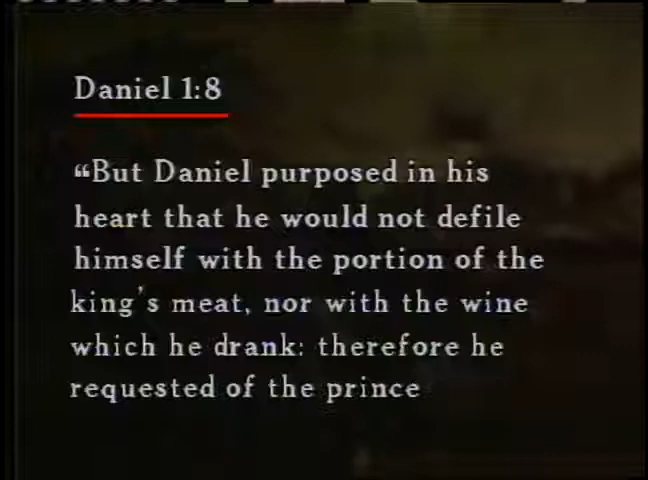 Daniel 1:8
“But Daniel purposed in his
heart that he would not defile
himself with the portion of the
king's meat, nor with the wine
which he drank: therefore he
requested of the prince